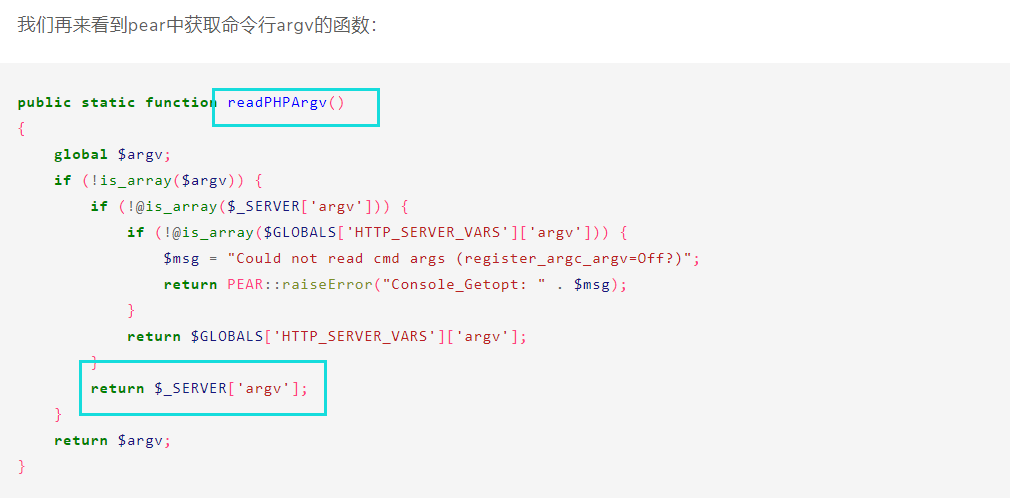 我们再来看到pear中获取命令行argv的函数：
public static function readPHPArgv()
{
    global $argv;
    if (!is_array($argv)) {
        if (!@is_array($_SERVER['argv'])) {
            if (!@is_array($GLOBALS['HTTP_SERVER_VARS']['argv'])) {
                $msg = "Could not read cmd args (register_argc_argv=Off?)";
                return PEAR::raiseError("Console_Getopt: " . $msg);
            }
            return $GLOBALS['HTTP_SERVER_VARS']['argv'];
        }
        return $_SERVER['argv'];
    }
    return $argv;
}